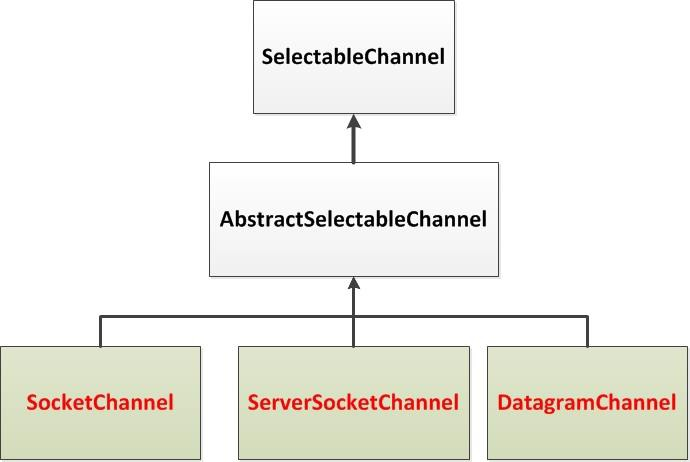 SelectableChannel
AbstractSelectableChannel
SocketChannel
ServerSocketChannel
DatagramChannel